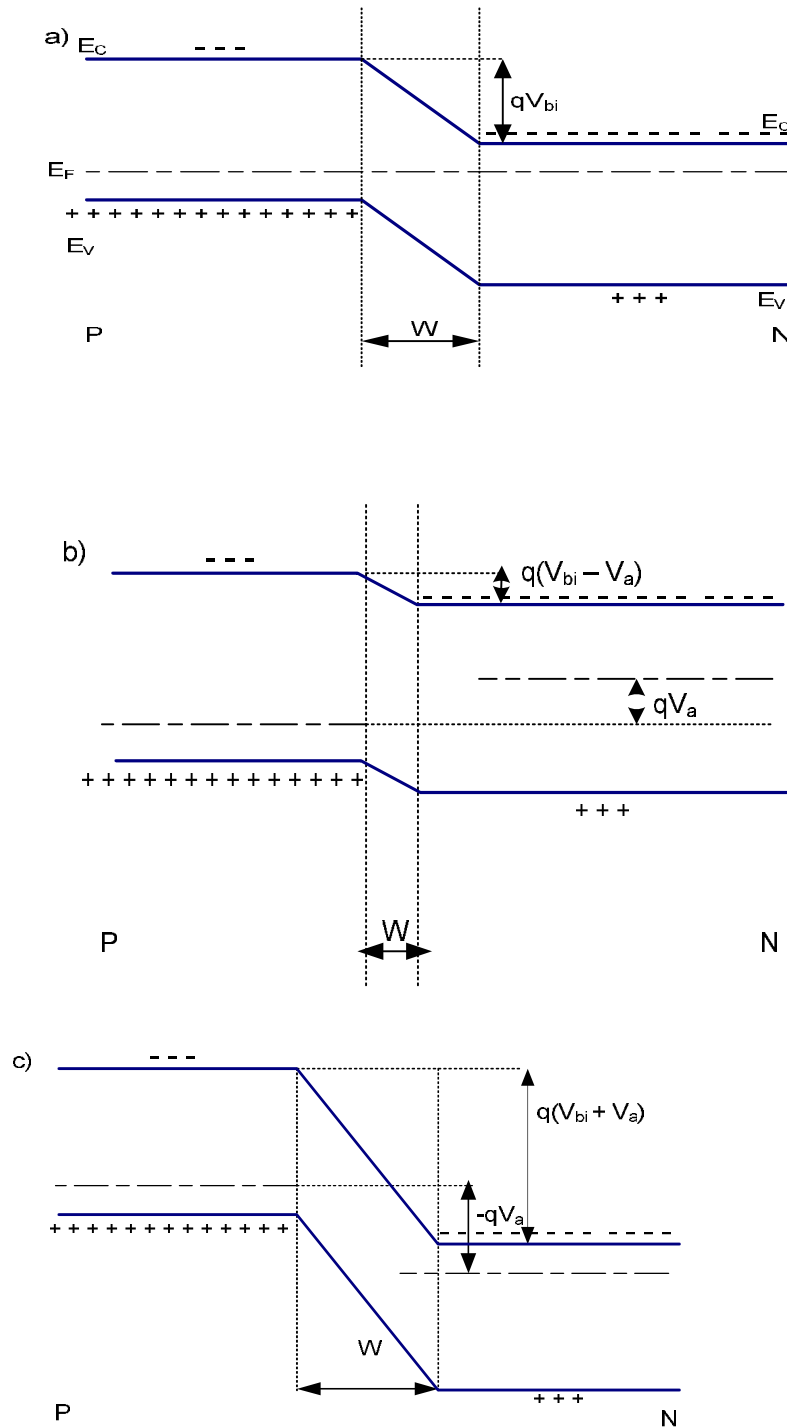 a)
E_C
- - -
qV_bi
- - - - - - - - - - - - - - - - - - -
E_C
E_F
+ + + + + + + + + + + + + + +
E_V
+ + +
E_V
P
W
N
b)
- - -
q(V_bi – V_a)
- - - - - - - - - - - - - - - - - - -
qV_a
+ + + + + + + + + + + + + +
+ + +
P
W
N
c)
- - -
q(V_bi + V_a)
-qV_a
+ + + + + + + + + + + + +
- - - - - - - - - - - -
W
+ + +
P
N